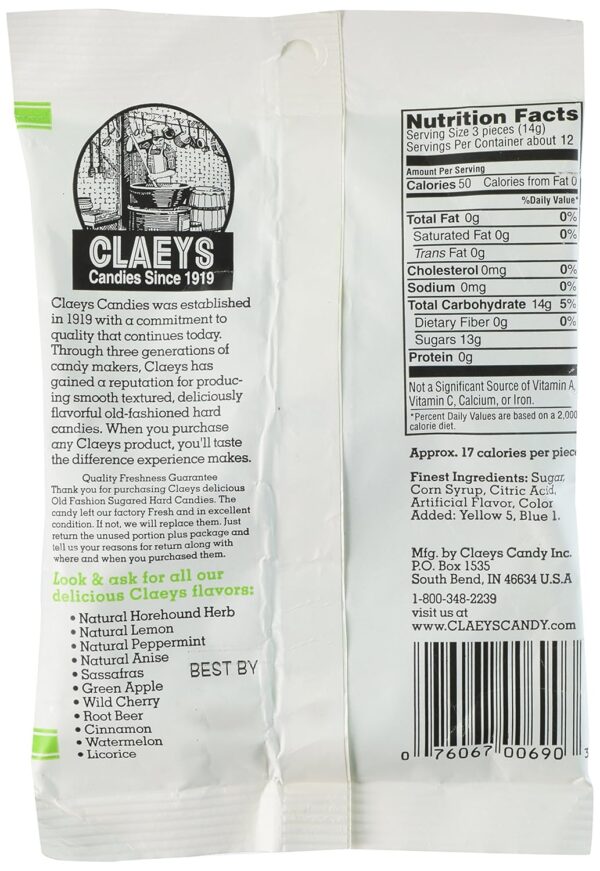 CLAEYS
Candies Since 1919
Claeys Candies was established
in 1919 with a commitment to
quality that continues today.
Through three generations of
candy makers, Claeys has
gained a reputation for produc-
ing smooth textured, deliciously
flavorful old-fashioned hard
candies. When you purchase
any Claeys product, you'll taste
the difference experience makes.
Quality Freshness Guarantee
Thank you for purchasing Claeys delicious
Old Fashion Sugared Hard Candies. The
candy left our factory Fresh and in excellent
condition. If not, we will replace them. Just
return the unused portion plus package and
tell us your reasons for return along with
where and when you purchased them.
Look & ask for all our
delicious Claeys flavors:
• Natural Horehound Herb
• Natural Lemon
• Natural Peppermint
• Natural Anise
• Sassafras
• Green Apple
• Wild Cherry
• Root Beer
• Cinnamon
• Watermelon
• Licorice
BEST BY
Nutrition Facts
Serving Size 3 pieces (14g)
Servings Per Container about 12
Amount Per Serving
Calories 50 Calories from Fat 0
%Daily Value*
Total Fat 0g 0%
Saturated Fat 0g 0%
Trans Fat 0g
Cholesterol 0mg 0%
Sodium 0mg 0%
Total Carbohydrate 14g 5%
Dietary Fiber 0g 0%
Sugars 13g
Protein 0g
Not a Significant Source of Vitamin A,
Vitamin C, Calcium, or Iron.
*Percent Daily Values are based on a 2,000
calorie diet.
Approx. 17 calories per piece
Finest Ingredients: Sugar,
Corn Syrup, Citric Acid,
Artificial Flavor, Color
Added: Yellow 5, Blue 1.
Mfg. by Claeys Candy Inc.
P.O. Box 1535
South Bend, IN 46634 U.S.A
1-800-348-2239
visit us at
www.CLAEYSCANDY.com
0 76067 00690 3